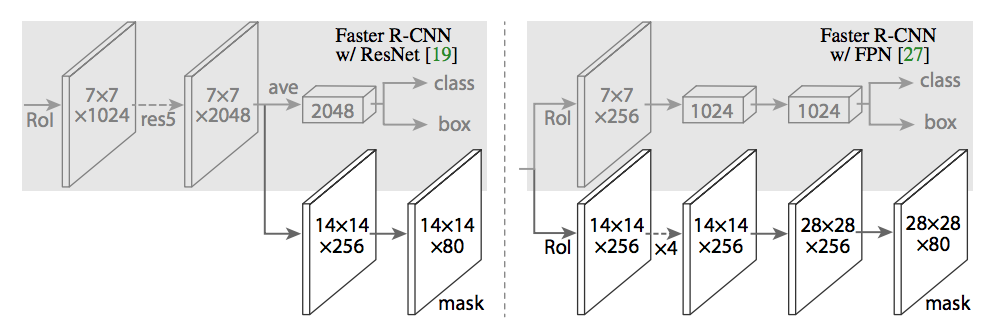 Faster R-CNN
w/ ResNet [19]
RoI
7×7
×1024
res5
7×7
×2048
ave
2048
class
box
14×14
×256
14×14
×80
mask
Faster R-CNN
w/ FPN [27]
RoI
7×7
×256
1024
1024
class
box
RoI
14×14
×256
×4
14×14
×256
28×28
×256
28×28
×80
mask